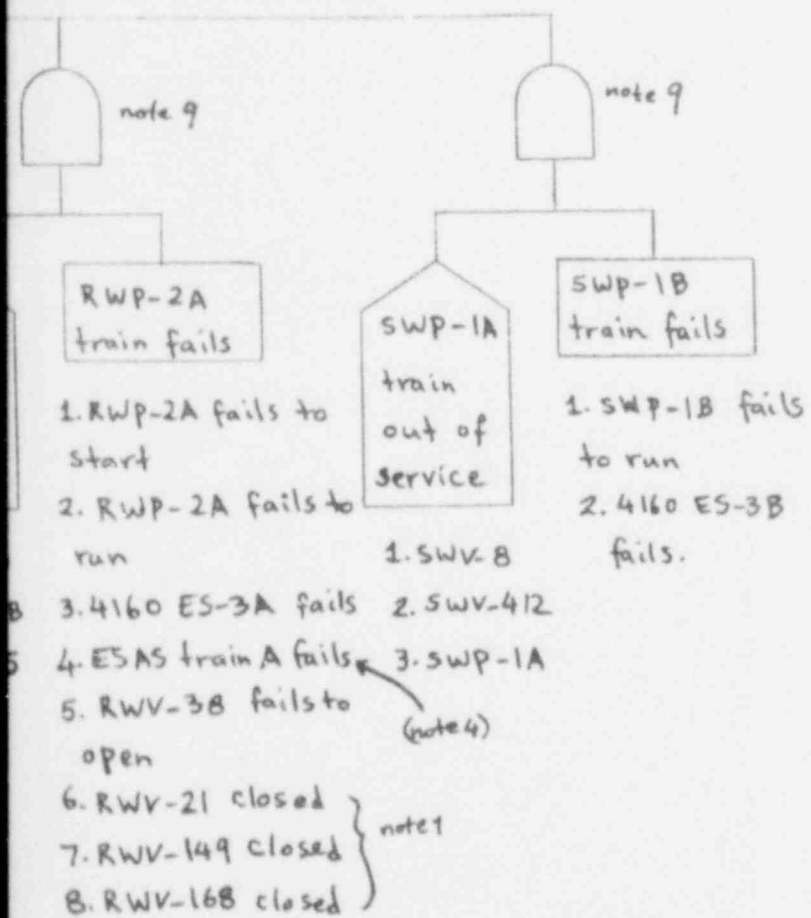 note 9
note 9
RWP-2A
train fails
SWP-1A
train
out of
service
SWP-1B
train fails
1. RWP-2A fails to
start
2. RWP-2A fails to
run
3. 4160 ES-3A fails
4. ESAS train A fails
(note 4)
5. RWV-38 fails to
open
6. RWV-21 closed
7. RWV-149 closed
8. RWV-168 closed
note 1
1. SWV-8
2. SWV-412
3. SWP-1A
1. SWP-1B fails
to run
2. 4160 ES-3B
fails.
B